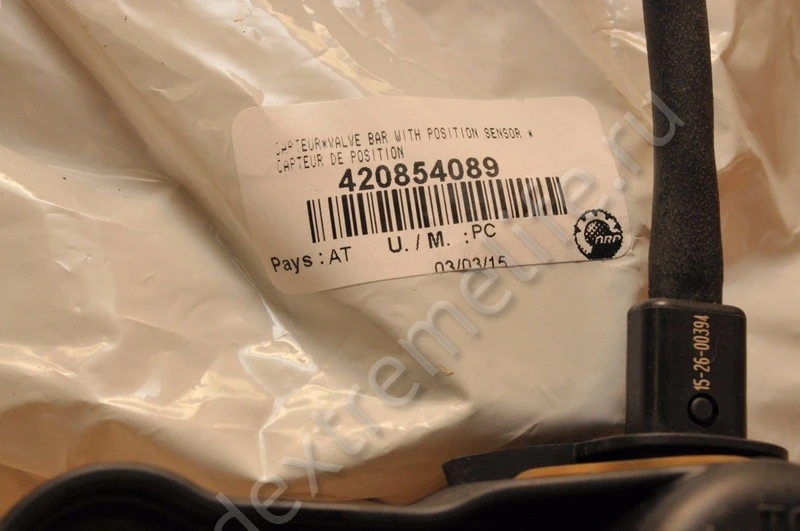 CAPTEUR*VALVE BAR WITH POSITION SENSOR *
CAPTEUR DE POSITION
420854089
Pays : AT U./M. : PC
03/03/15
BRP
15-26-00394